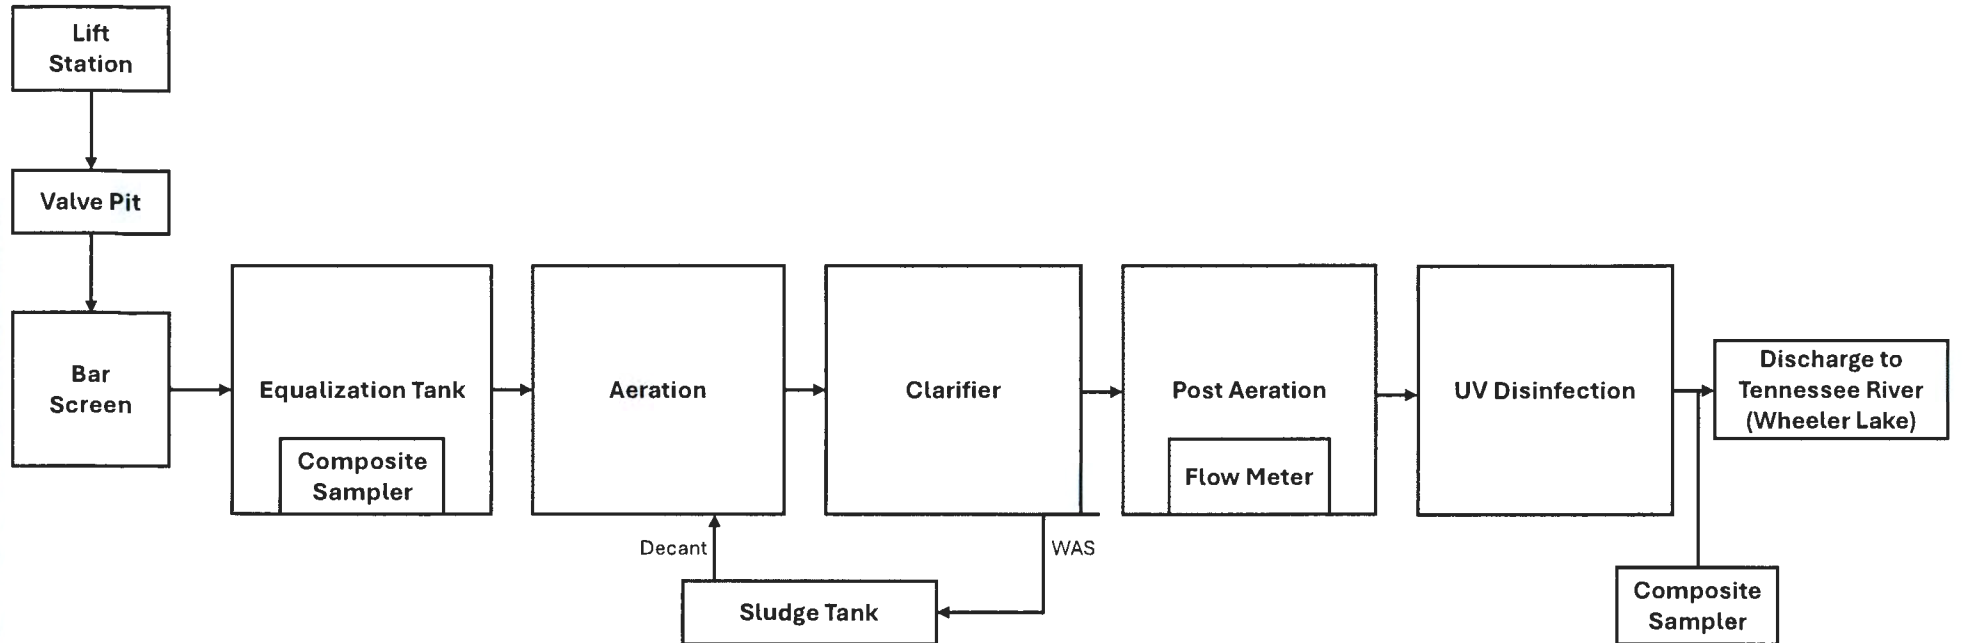 Lift
Station
Valve Pit
Bar
Screen
Equalization Tank
Composite
Sampler
Aeration
Clarifier
Post Aeration
Flow Meter
UV Disinfection
Discharge to
Tennessee River
(Wheeler Lake)
Decant
WAS
Sludge Tank
Composite
Sampler